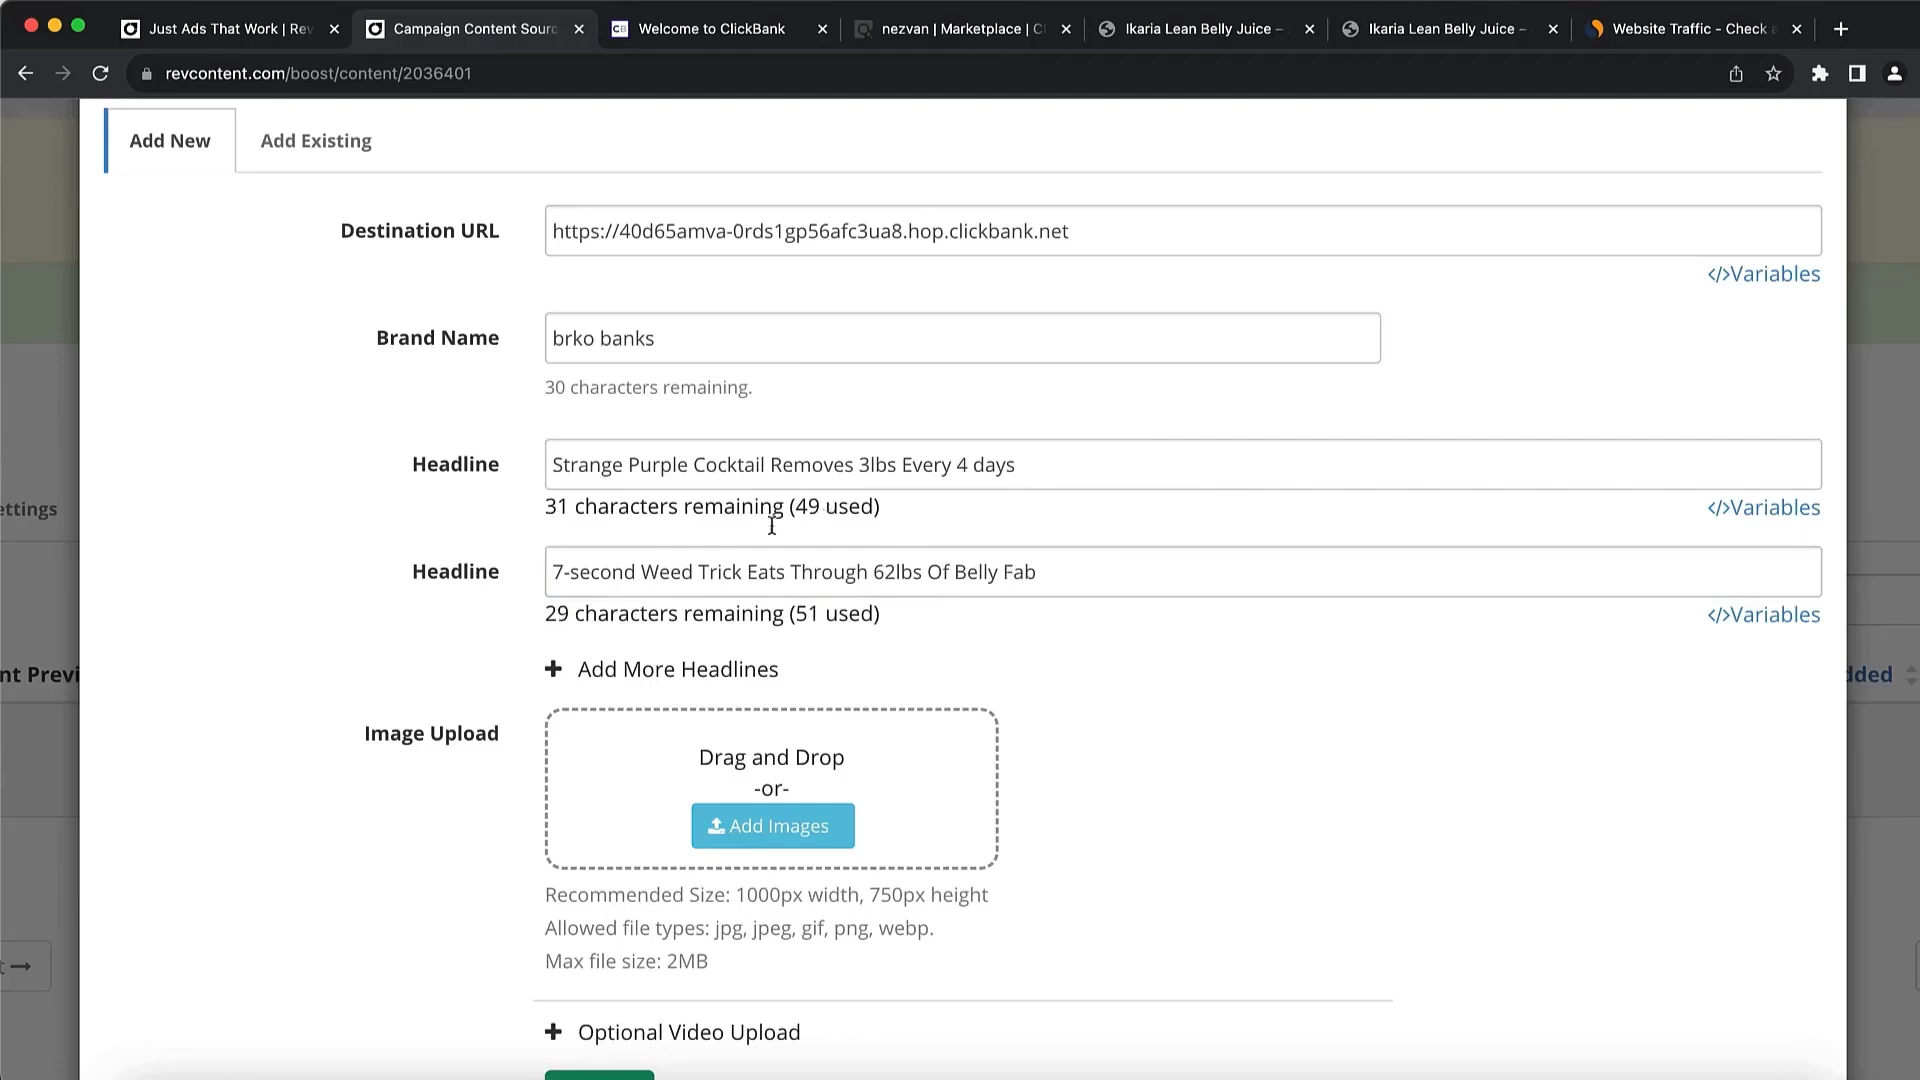 Just Ads That Work | Rev
Campaign Content Sourc
CB Welcome to ClickBank
nezvan | Marketplace | Cl
Ikaria Lean Belly Juice –
Ikaria Lean Belly Juice –
Website Traffic - Check
revcontent.com/boost/content/2036401
Add New
Add Existing
Destination URL
https://40d65amva-0rds1gp56afc3ua8.hop.clickbank.net
</>Variables
Brand Name
brko banks
30 characters remaining.
Headline
Strange Purple Cocktail Removes 3lbs Every 4 days
31 characters remaining (49 used)
</>Variables
ettings
Headline
7-second Weed Trick Eats Through 62lbs Of Belly Fab
29 characters remaining (51 used)
</>Variables
Add More Headlines
nt Previ
dded
Image Upload
Drag and Drop
-or-
Add Images
Recommended Size: 1000px width, 750px height
Allowed file types: jpg, jpeg, gif, png, webp.
Max file size: 2MB
Optional Video Upload